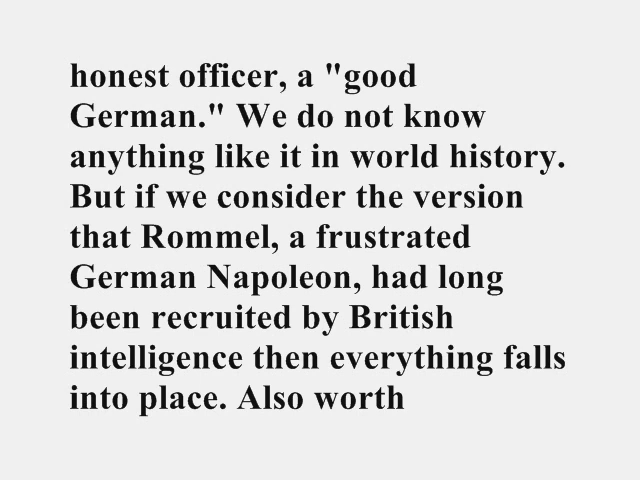 honest officer, a "good
German." We do not know
anything like it in world history.
But if we consider the version
that Rommel, a frustrated
German Napoleon, had long
been recruited by British
intelligence then everything falls
into place. Also worth